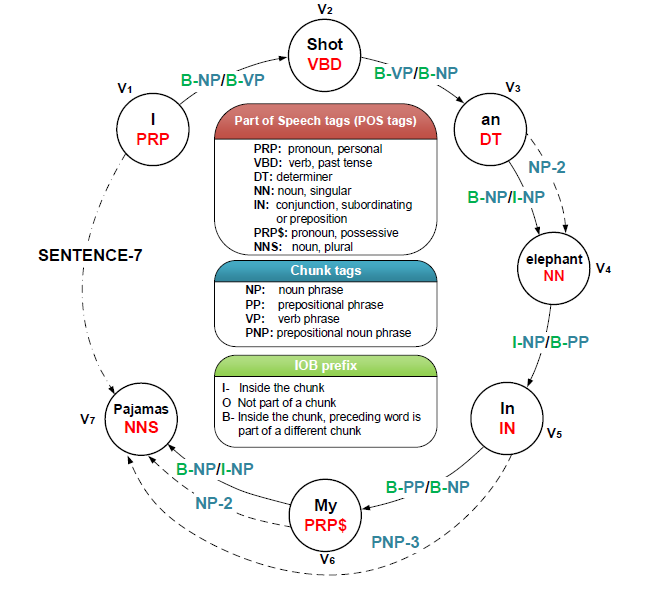 V2
Shot
VBD
B-NP/B-VP
B-VP/B-NP
V1
I
PRP
V3
an
DT
Part of Speech tags (POS tags)
PRP: pronoun, personal
VBD: verb, past tense
DT: determiner
NN: noun, singular
IN: conjunction, subordinating
or preposition
PRP$: pronoun, possessive
NNS: noun, plural
NP-2
B-NP/I-NP
SENTENCE-7
elephant
NN
V4
Chunk tags
NP: noun phrase
PP: prepositional phrase
VP: verb phrase
PNP: prepositional noun phrase
I-NP/B-PP
IOB prefix
I- Inside the chunk
O Not part of a chunk
B- Inside the chunk, preceding word is
part of a different chunk
V7
Pajamas
NNS
In
IN
V5
B-NP/I-NP
NP-2
B-PP/B-NP
My
PRP$
V6
PNP-3